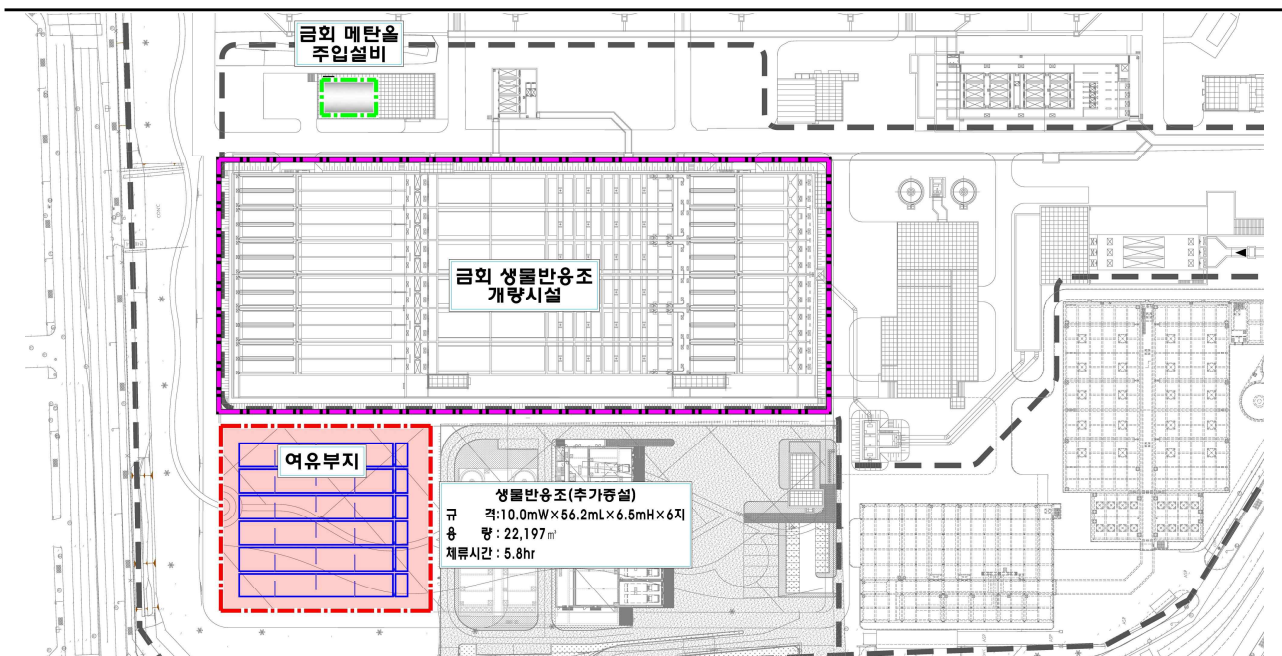 금회 메탄올
주입설비
금회 생물반응조
개량시설
여유부지
생물반응조(추가증설)
규 격:10.0mW×56.2mL×6.5mH×6지
용 량 : 22,197㎥
체류시간 : 5.8hr